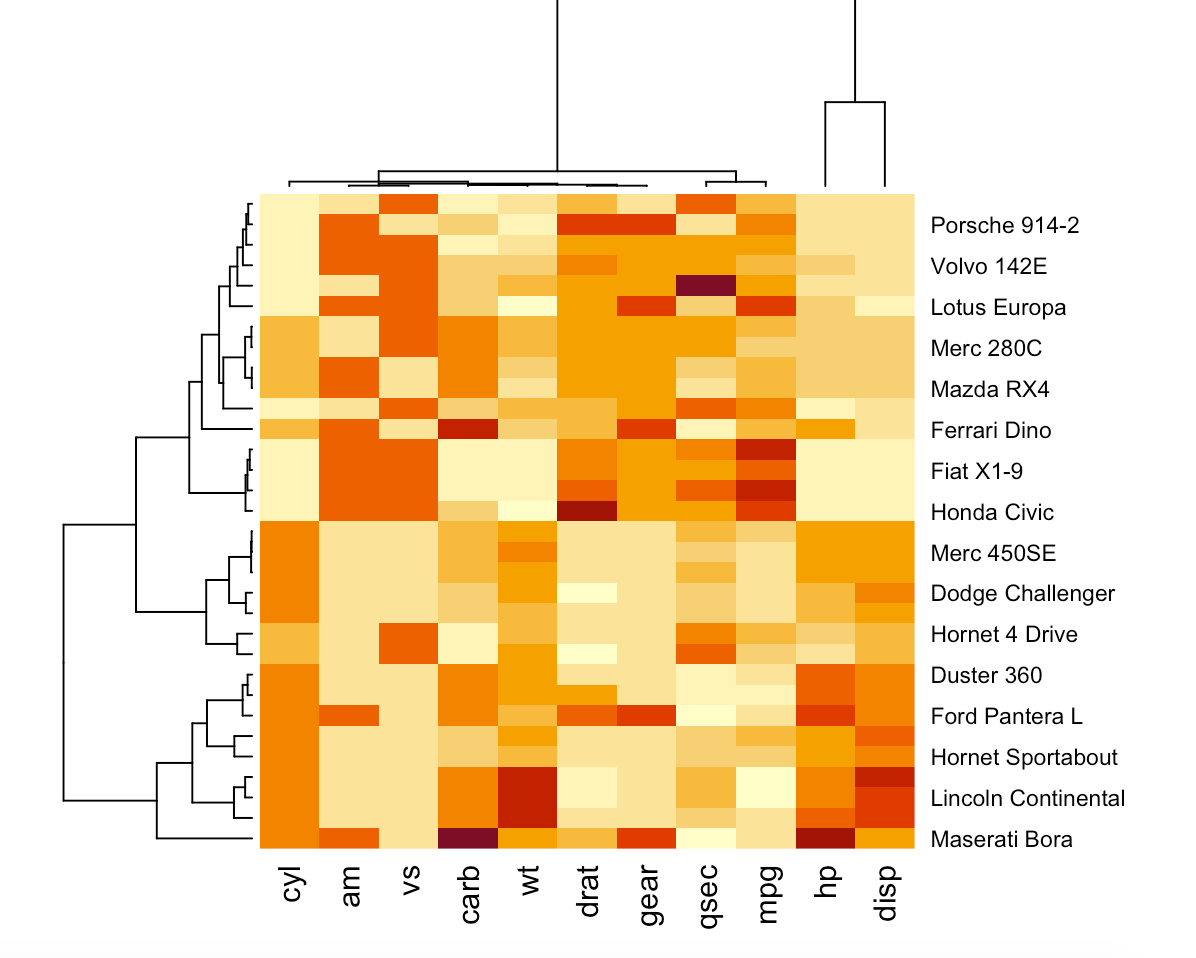 Porsche 914-2
Volvo 142E
Lotus Europa
Merc 280C
Mazda RX4
Ferrari Dino
Fiat X1-9
Honda Civic
Merc 450SE
Dodge Challenger
Hornet 4 Drive
Duster 360
Ford Pantera L
Hornet Sportabout
Lincoln Continental
Maserati Bora
cyl
am
vs
carb
wt
drat
gear
qsec
mpg
hp
disp